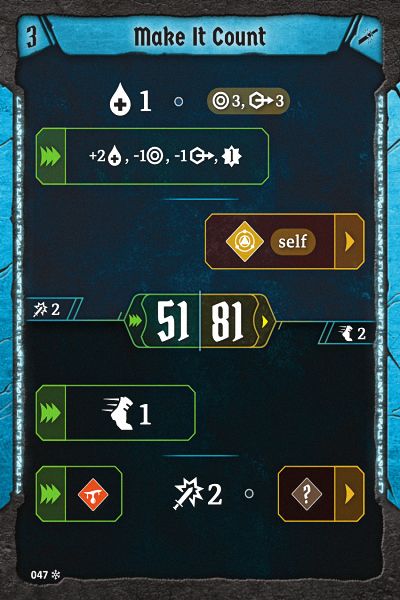 3 Make It Count
1 3, 3
+2 , -1 , -1 ,
self
2 51 81 2
1
2 ?
047